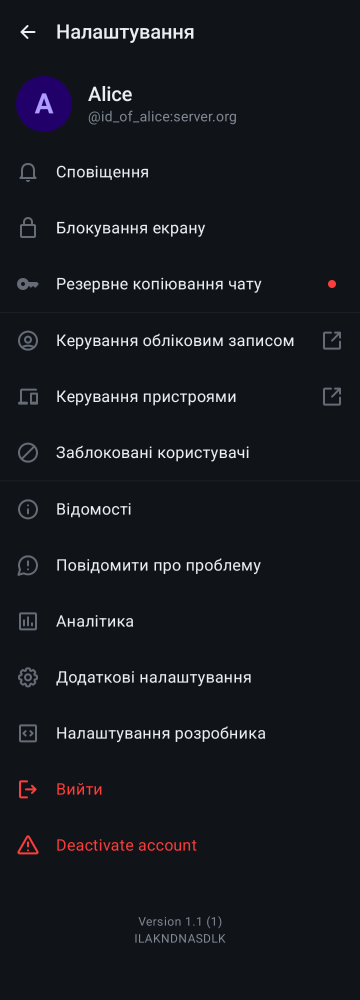 Налаштування
A
Alice
@id_of_alice:server.org
Сповіщення
Блокування екрану
Резервне копіювання чату
Керування обліковим записом
Керування пристроями
Заблоковані користувачі
Відомості
Повідомити про проблему
Аналітика
Додаткові налаштування
Налаштування розробника
Вийти
Deactivate account
Version 1.1 (1)
ILAKNDNASDLK